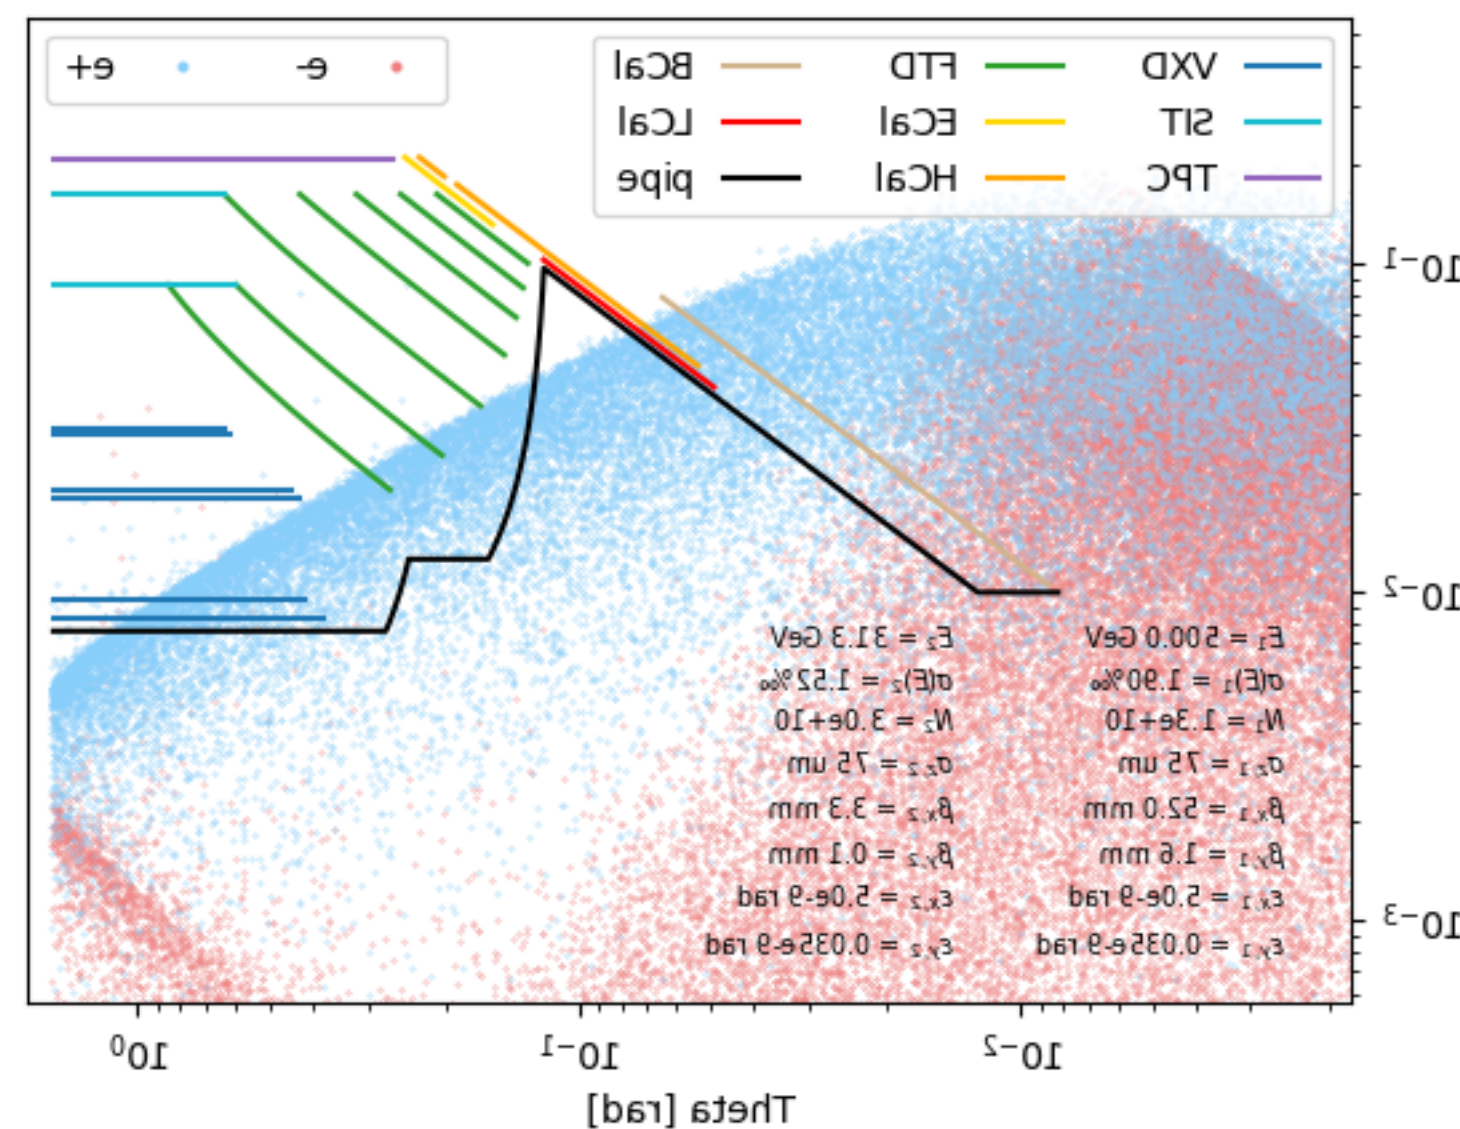 VXD FTD BCal
SIT ECal LCal
TPC HCal pipe
e- e+
10⁻¹
10⁻²
10⁻³
E₁ = 500.0 GeV
σ(E)₁ = 1.90‰
N₁ = 1.3e+10
σz,1 = 75 um
βx,1 = 52.0 mm
βy,1 = 1.6 mm
εx,1 = 5.0e-9 rad
εy,1 = 0.035e-9 rad
E₂ = 31.3 GeV
σ(E)₂ = 1.52‰
N₂ = 3.0e+10
σz,2 = 75 um
βx,2 = 3.3 mm
βy,2 = 0.1 mm
εx,2 = 5.0e-9 rad
εy,2 = 0.035e-9 rad
10⁻² 10⁻¹ 10⁰
Theta [rad]